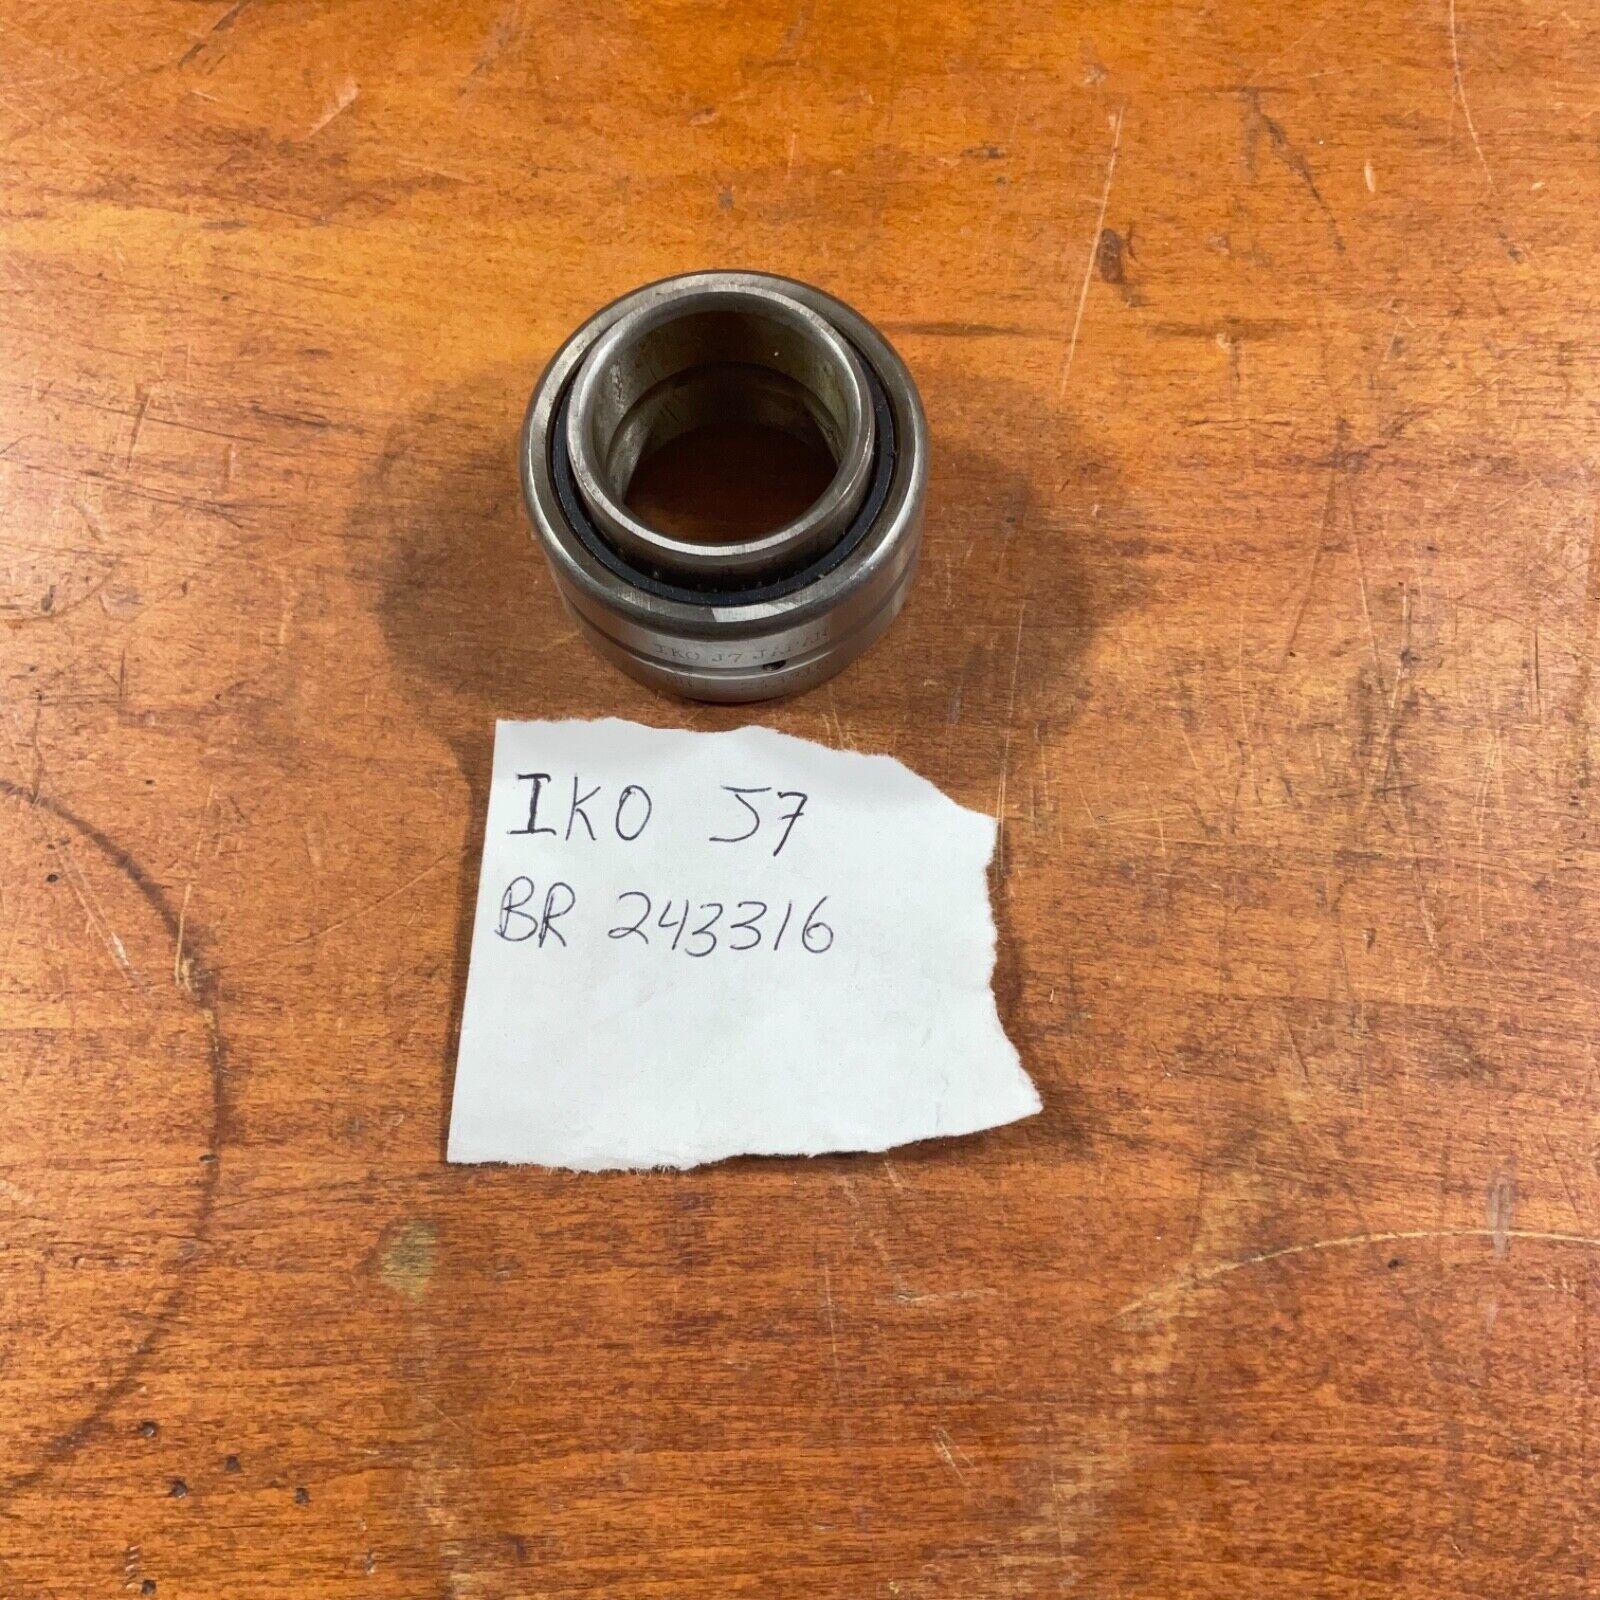 IKO J7 JAPAN
IKO J7
BR 243316